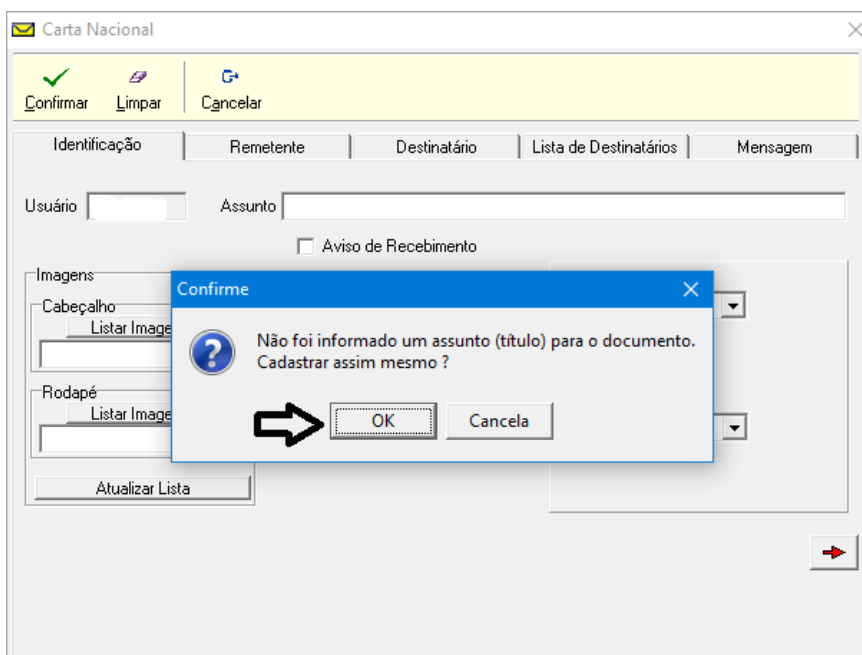 Carta Nacional
Confirmar Limpar Cancelar
Identificação Remetente Destinatário Lista de Destinatários Mensagem
Usuário Assunto
Aviso de Recebimento
Imagens
Cabeçalho
Listar Image
Rodapé
Listar Image
Atualizar Lista
Confirme
Não foi informado um assunto (título) para o documento.
Cadastrar assim mesmo ?
OK Cancela